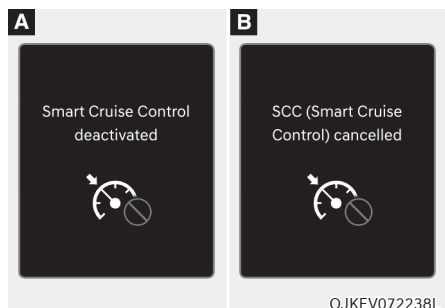 A
Smart Cruise Control
deactivated
B
SCC (Smart Cruise
Control) cancelled
OJKEV072238L